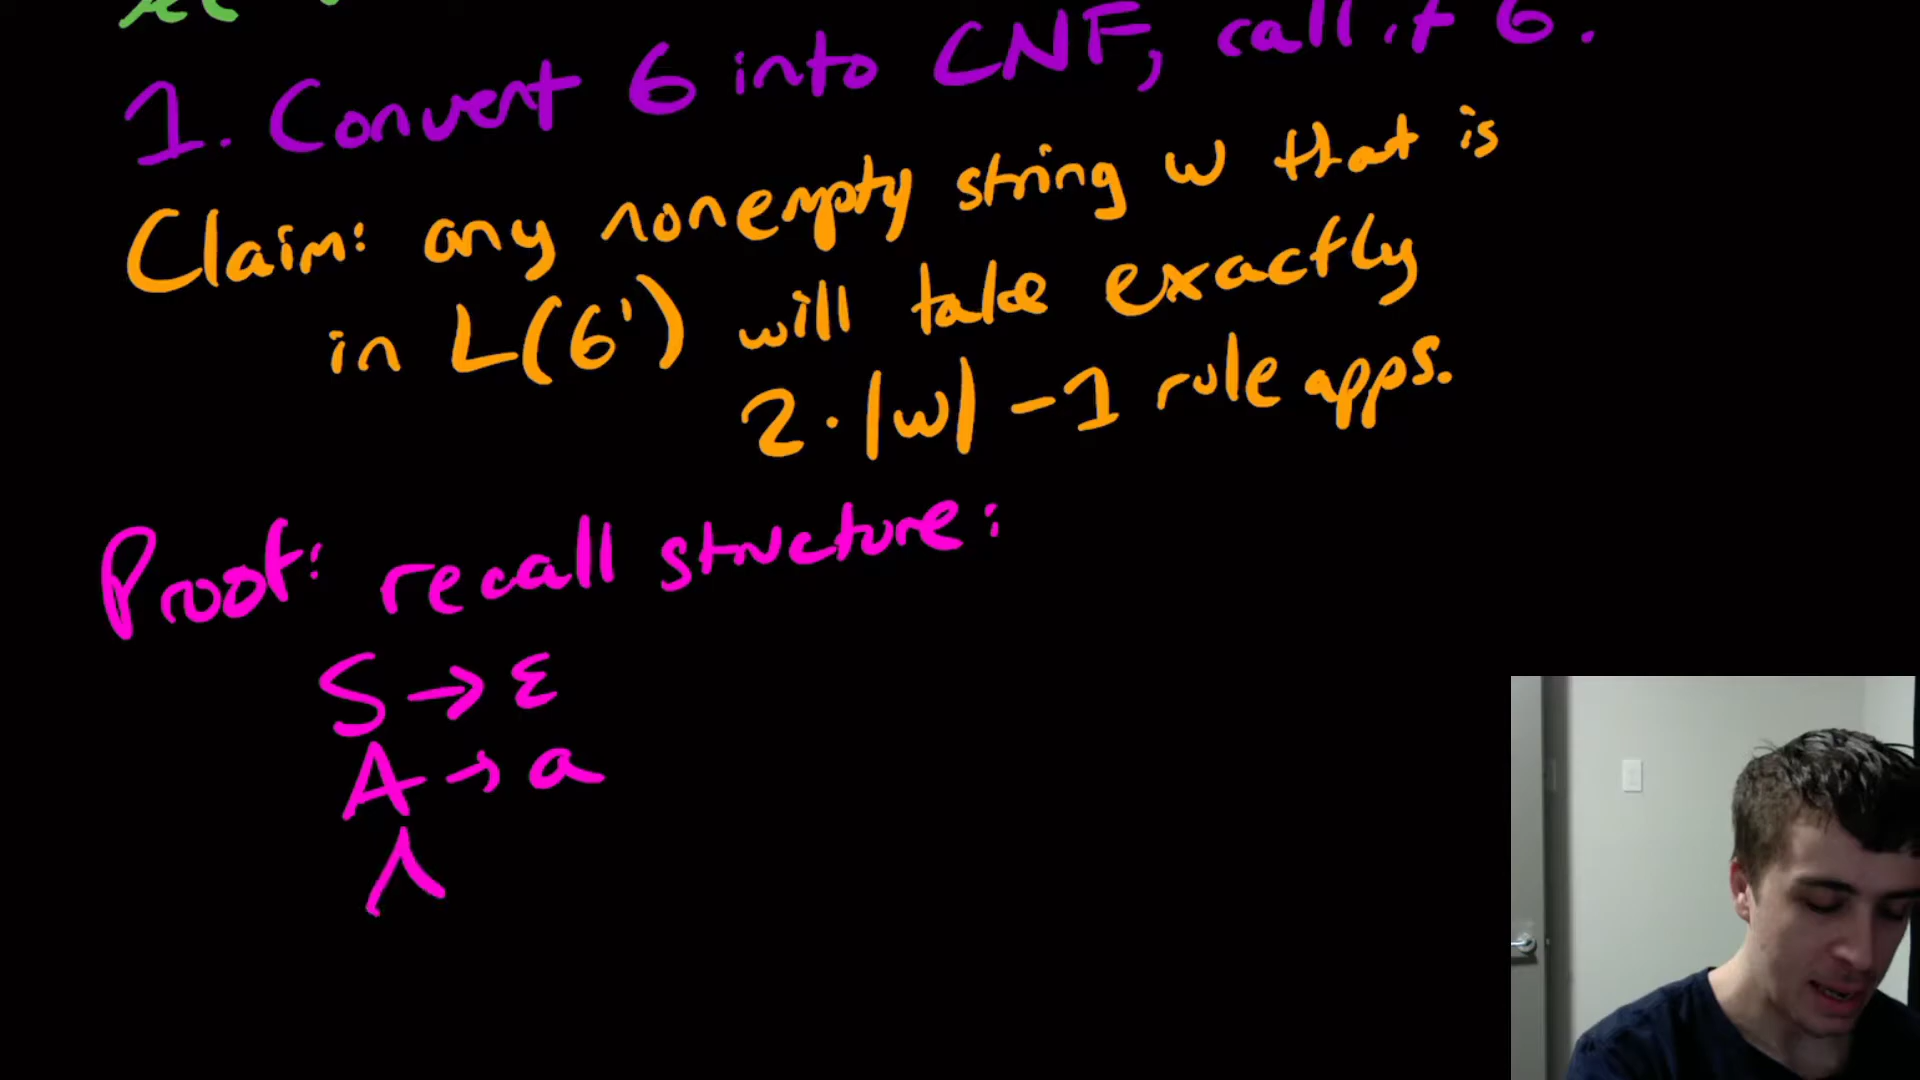 1. Convert G into CNF, call it G.
Claim: any nonempty string w that is
in L(G') will take exactly
2·|w| -1 rule apps.
Proof: recall structure:
S → ε
A → a